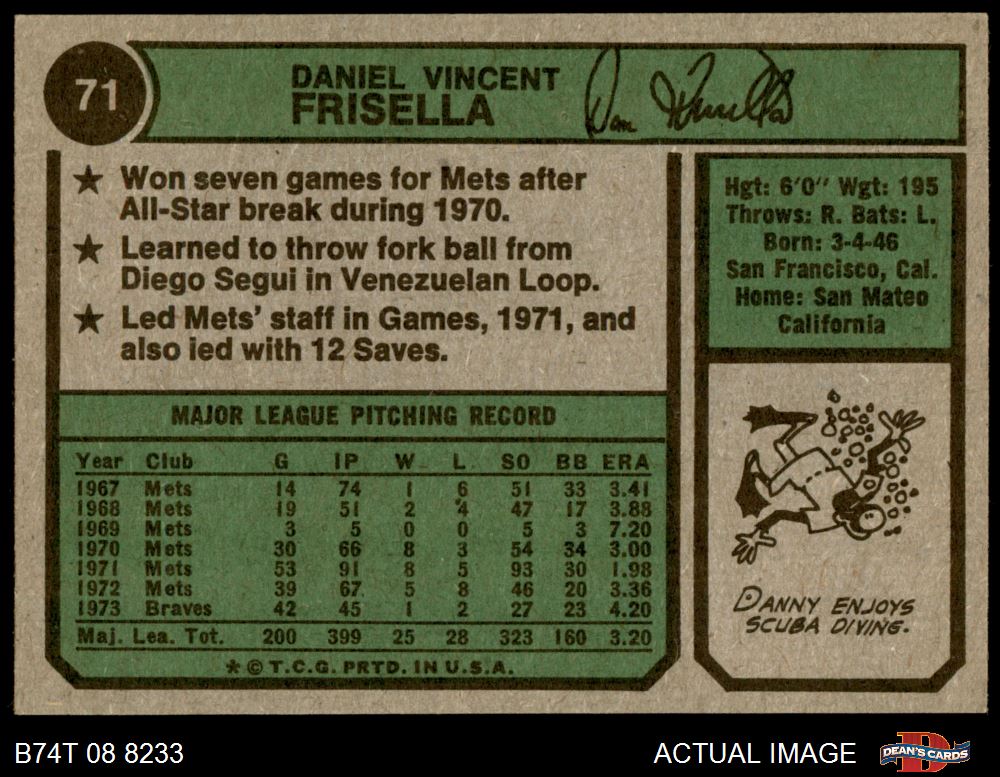 71
DANIEL VINCENT
FRISELLA
Dan Frisella
★ Won seven games for Mets after
All-Star break during 1970.
★ Learned to throw fork ball from
Diego Segui in Venezuelan Loop.
★ Led Mets' staff in Games, 1971, and
also led with 12 Saves.
Hgt: 6'0" Wgt: 195
Throws: R. Bats: L.
Born: 3-4-46
San Francisco, Cal.
Home: San Mateo
California
MAJOR LEAGUE PITCHING RECORD
Year Club G IP W L SO BB ERA
1967 Mets 14 74 1 6 51 33 3.41
1968 Mets 19 51 2 4 47 17 3.88
1969 Mets 3 5 0 0 5 3 7.20
1970 Mets 30 66 8 3 54 34 3.00
1971 Mets 53 91 8 5 93 30 1.98
1972 Mets 39 67 5 8 46 20 3.36
1973 Braves 42 45 1 2 27 23 4.20
Maj. Lea. Tot. 200 399 25 28 323 160 3.20
* © T.C.G. PRTD. IN U.S.A.
DANNY ENJOYS
SCUBA DIVING.
B74T 08 8233
ACTUAL IMAGE
D
DEAN'S CARDS